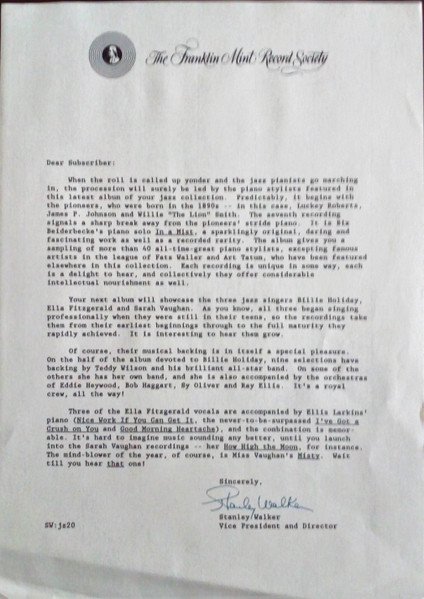 The Franklin Mint Record Society
Dear Subscriber:
When the roll is called up yonder and the jazz pianists go marching
in, the procession will surely be led by the piano stylists featured in
this latest album of your jazz collection. Predictably, it begins with
the pioneers, who were born in the 1890s -- in this case, Luckey Roberts,
James P. Johnson and Willie "The Lion" Smith. The seventh recording
signals a sharp break away from the pioneers' stride piano. It is Bix
Beiderbecke's piano solo In a Mist, a sparklingly original, daring and
fascinating work as well as a recorded rarity. The album gives you a
sampling of more than 40 all-time-great piano stylists, excepting famous
artists in the league of Fats Waller and Art Tatum, who have been featured
elsewhere in this collection. Each recording is unique in some way, each
is a delight to hear, and collectively they offer considerable
intellectual nourishment as well.
Your next album will showcase the three jazz singers Billie Holiday,
Ella Fitzgerald and Sarah Vaughan. As you know, all three began singing
professionally when they were still in their teens, so the recordings take
them from their earliest beginnings through to the full maturity they
rapidly achieved. It is interesting to hear them grow.
Of course, their musical backing is in itself a special pleasure.
On the half of the album devoted to Billie Holiday, nine selections have
backing by Teddy Wilson and his brilliant all-star band. On some of the
others she has her own band, and she is also accompanied by the orchestras
of Eddie Heywood, Bob Haggart, Sy Oliver and Ray Ellis. It's a royal
crew, all the way!
Three of the Ella Fitzgerald vocals are accompanied by Ellis Larkins'
piano (Nice Work If You Can Get It, the never-to-be-surpassed I've Got a
Crush on You and Good Morning Heartache), and the combination is memor-
able. It's hard to imagine music sounding any better, until you launch
into the Sarah Vaughan recordings -- her How High the Moon, for instance.
The mind-blower of the year, of course, is Miss Vaughan's Misty. Wait
till you hear that one!
Sincerely,
Stanley Walker
Stanley Walker
SW:js20 Vice President and Director